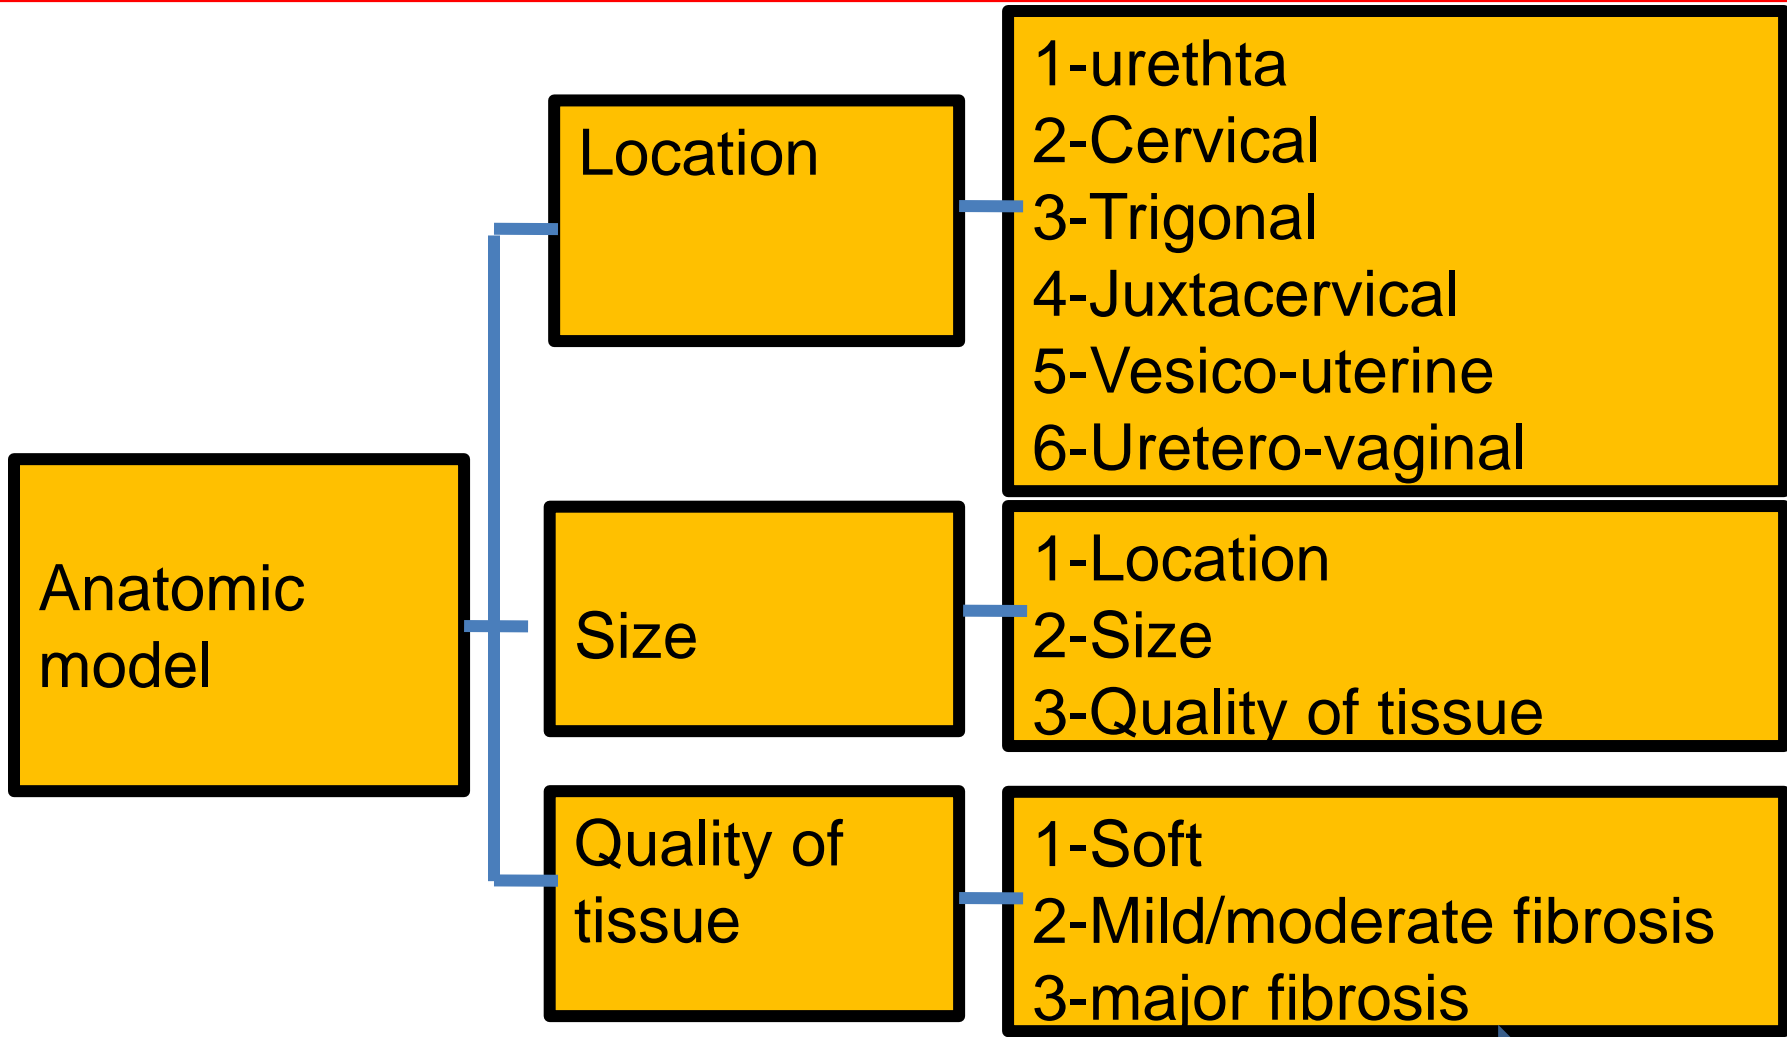 Anatomic
model
Location
1-urethta
2-Cervical
3-Trigonal
4-Juxtacervical
5-Vesico-uterine
6-Uretero-vaginal
Size
1-Location
2-Size
3-Quality of tissue
Quality of
tissue
1-Soft
2-Mild/moderate fibrosis
3-major fibrosis